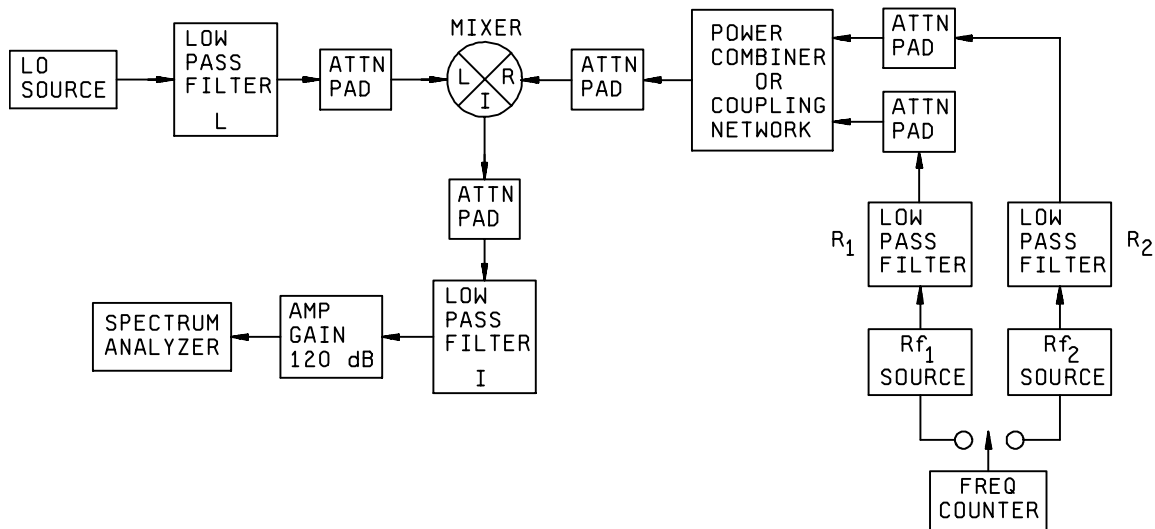 MIXER
LO
SOURCE
LOW
PASS
FILTER
L
ATTN
PAD
L R
I
ATTN
PAD
POWER
COMBINER
OR
COUPLING
NETWORK
ATTN
PAD
ATTN
PAD
ATTN
PAD
R1
LOW
PASS
FILTER
LOW
PASS
FILTER
R2
SPECTRUM
ANALYZER
AMP
GAIN
120 dB
LOW
PASS
FILTER
I
Rf1
SOURCE
Rf2
SOURCE
FREQ
COUNTER